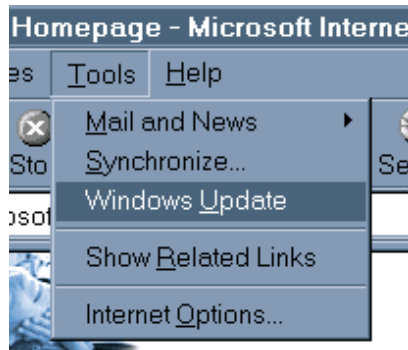 Homepage - Microsoft Interne
es Tools Help
Mail and News
Sto Synchronize... Se
Windows Update
osof
Show Related Links
Internet Options...